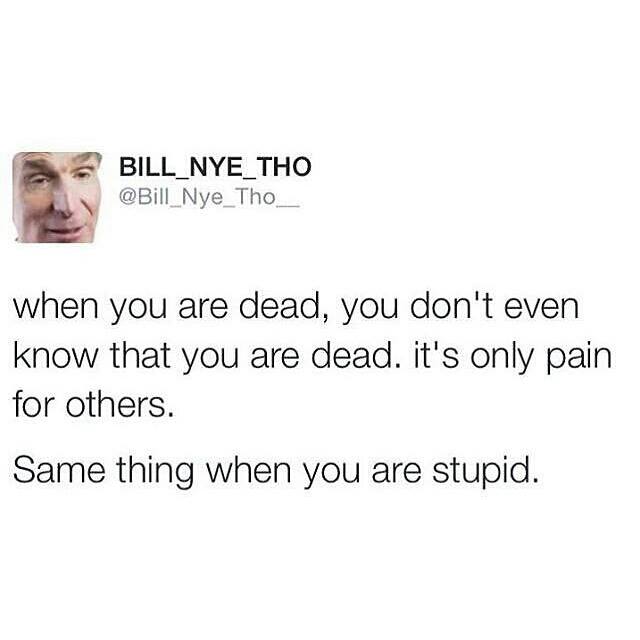 BILL_NYE_THO
@Bill_Nye_Tho__
when you are dead, you don't even
know that you are dead. it's only pain
for others.
Same thing when you are stupid.